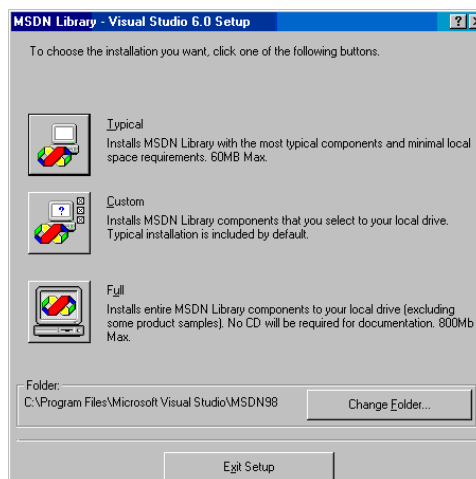 MSDN Library - Visual Studio 6.0 Setup
To choose the installation you want, click one of the following buttons.
Typical
Installs MSDN Library with the most typical components and minimal local
space requirements. 60MB Max.
Custom
Installs MSDN Library components that you select to your local drive.
Typical installation is included by default.
Full
Installs entire MSDN Library components to your local drive (excluding
some product samples). No CD will be required for documentation. 800Mb
Max.
Folder:
C:\Program Files\Microsoft Visual Studio\MSDN98
Change Folder...
Exit Setup